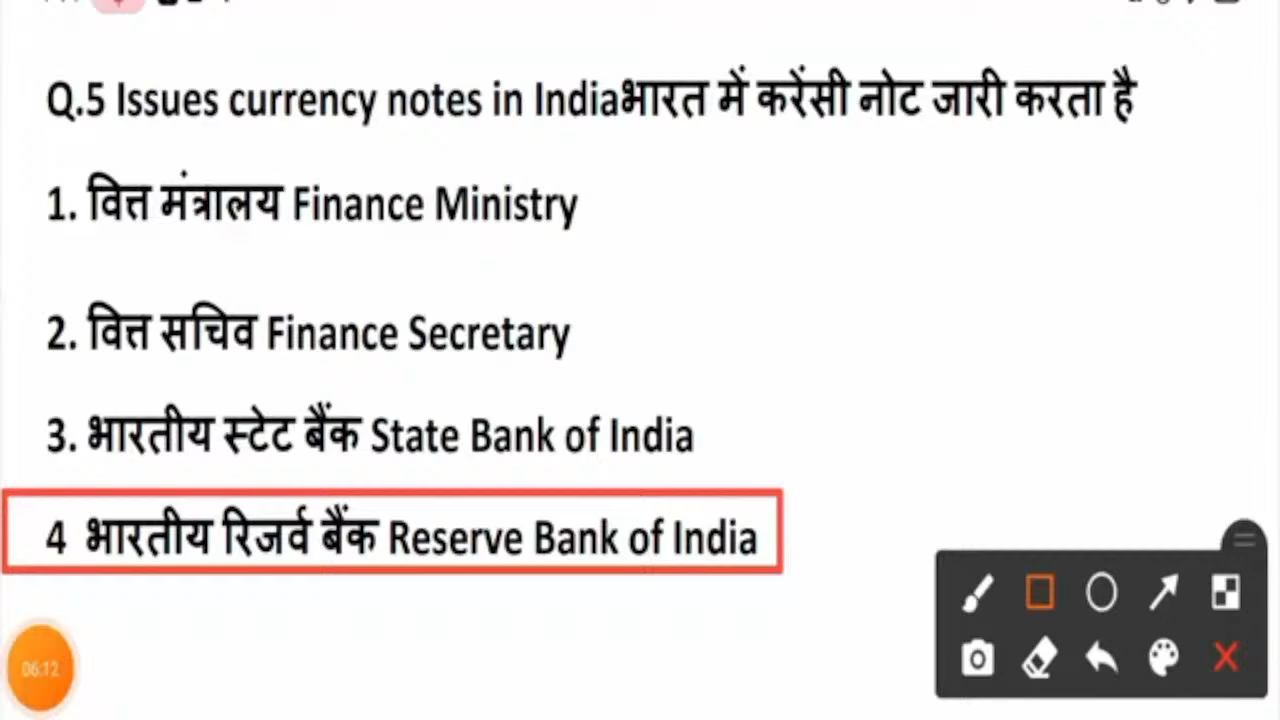 Q.5 Issues currency notes in Indiaभारत में करेंसी नोट जारी करता है
1. वित्त मंत्रालय Finance Ministry
2. वित्त सचिव Finance Secretary
3. भारतीय स्टेट बैंक State Bank of India
4 भारतीय रिजर्व बैंक Reserve Bank of India
06:12